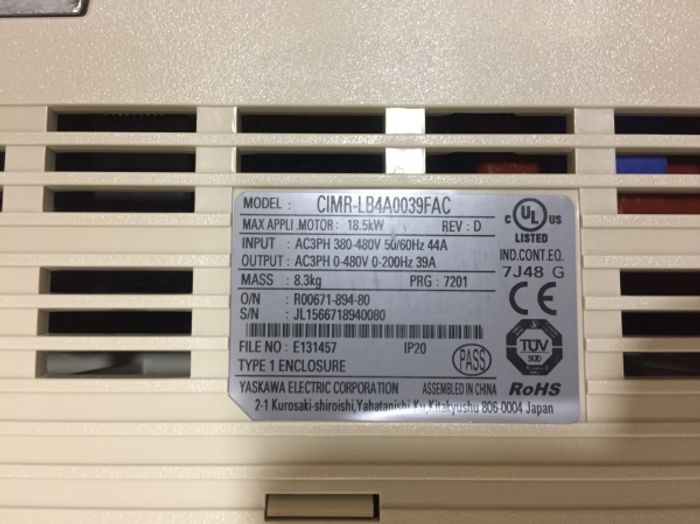 MODEL : CIMR-LB4A0039FAC
MAX APPLI .MOTOR : 18.5kW REV : D
INPUT : AC3PH 380-480V 50/60Hz 44A
OUTPUT : AC3PH 0-480V 0-200Hz 39A
MASS : 8.3kg PRG : 7201
O/N : R00671-894-80
S/N : JL1566718940080
FILE NO : E131457 IP20
TYPE 1 ENCLOSURE
PASS
YASKAWA ELECTRIC CORPORATION ASSEMBLED IN CHINA
2-1 Kurosaki-shiroishi,Yahatanishi Ku,Kitakyushu 806-0004 Japan
C UL US
LISTED
IND.CONT.EQ.
7J48 G
CE
TÜV
SÜD
RoHS